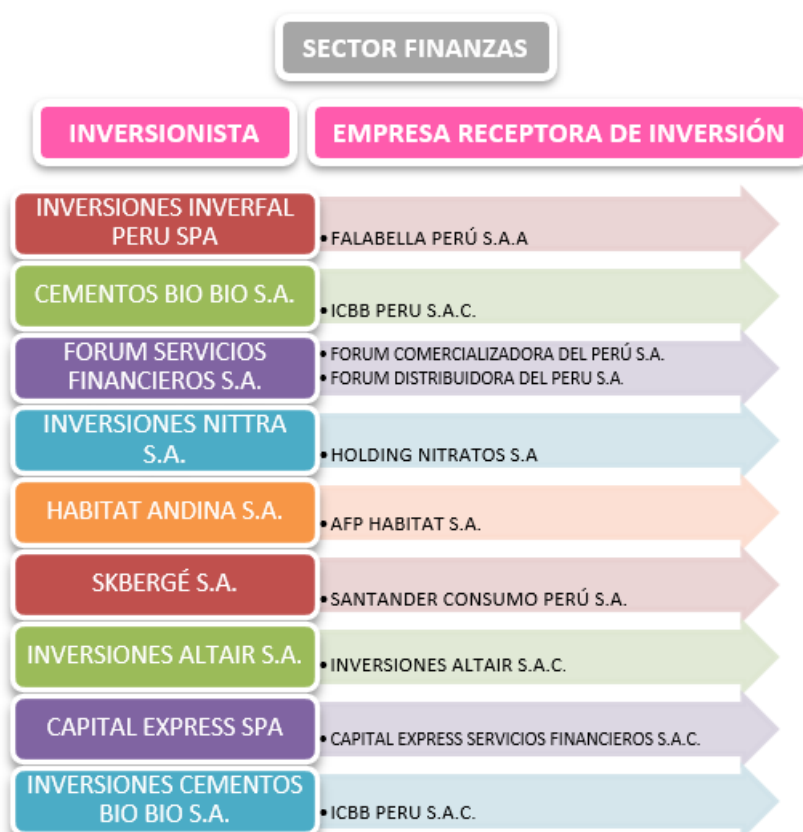 SECTOR FINANZAS
INVERSIONISTA
EMPRESA RECEPTORA DE INVERSIÓN
INVERSIONES INVERFAL
PERU SPA
• FALABELLA PERÚ S.A.A
CEMENTOS BIO BIO S.A.
• ICBB PERU S.A.C.
FORUM SERVICIOS
FINANCIEROS S.A.
• FORUM COMERCIALIZADORA DEL PERÚ S.A.
• FORUM DISTRIBUIDORA DEL PERU S.A.
INVERSIONES NITTRA
S.A.
• HOLDING NITRATOS S.A
HABITAT ANDINA S.A.
• AFP HABITAT S.A.
SKBERGÉ S.A.
• SANTANDER CONSUMO PERÚ S.A.
INVERSIONES ALTAIR S.A.
• INVERSIONES ALTAIR S.A.C.
CAPITAL EXPRESS SPA
• CAPITAL EXPRESS SERVICIOS FINANCIEROS S.A.C.
INVERSIONES CEMENTOS
BIO BIO S.A.
• ICBB PERU S.A.C.